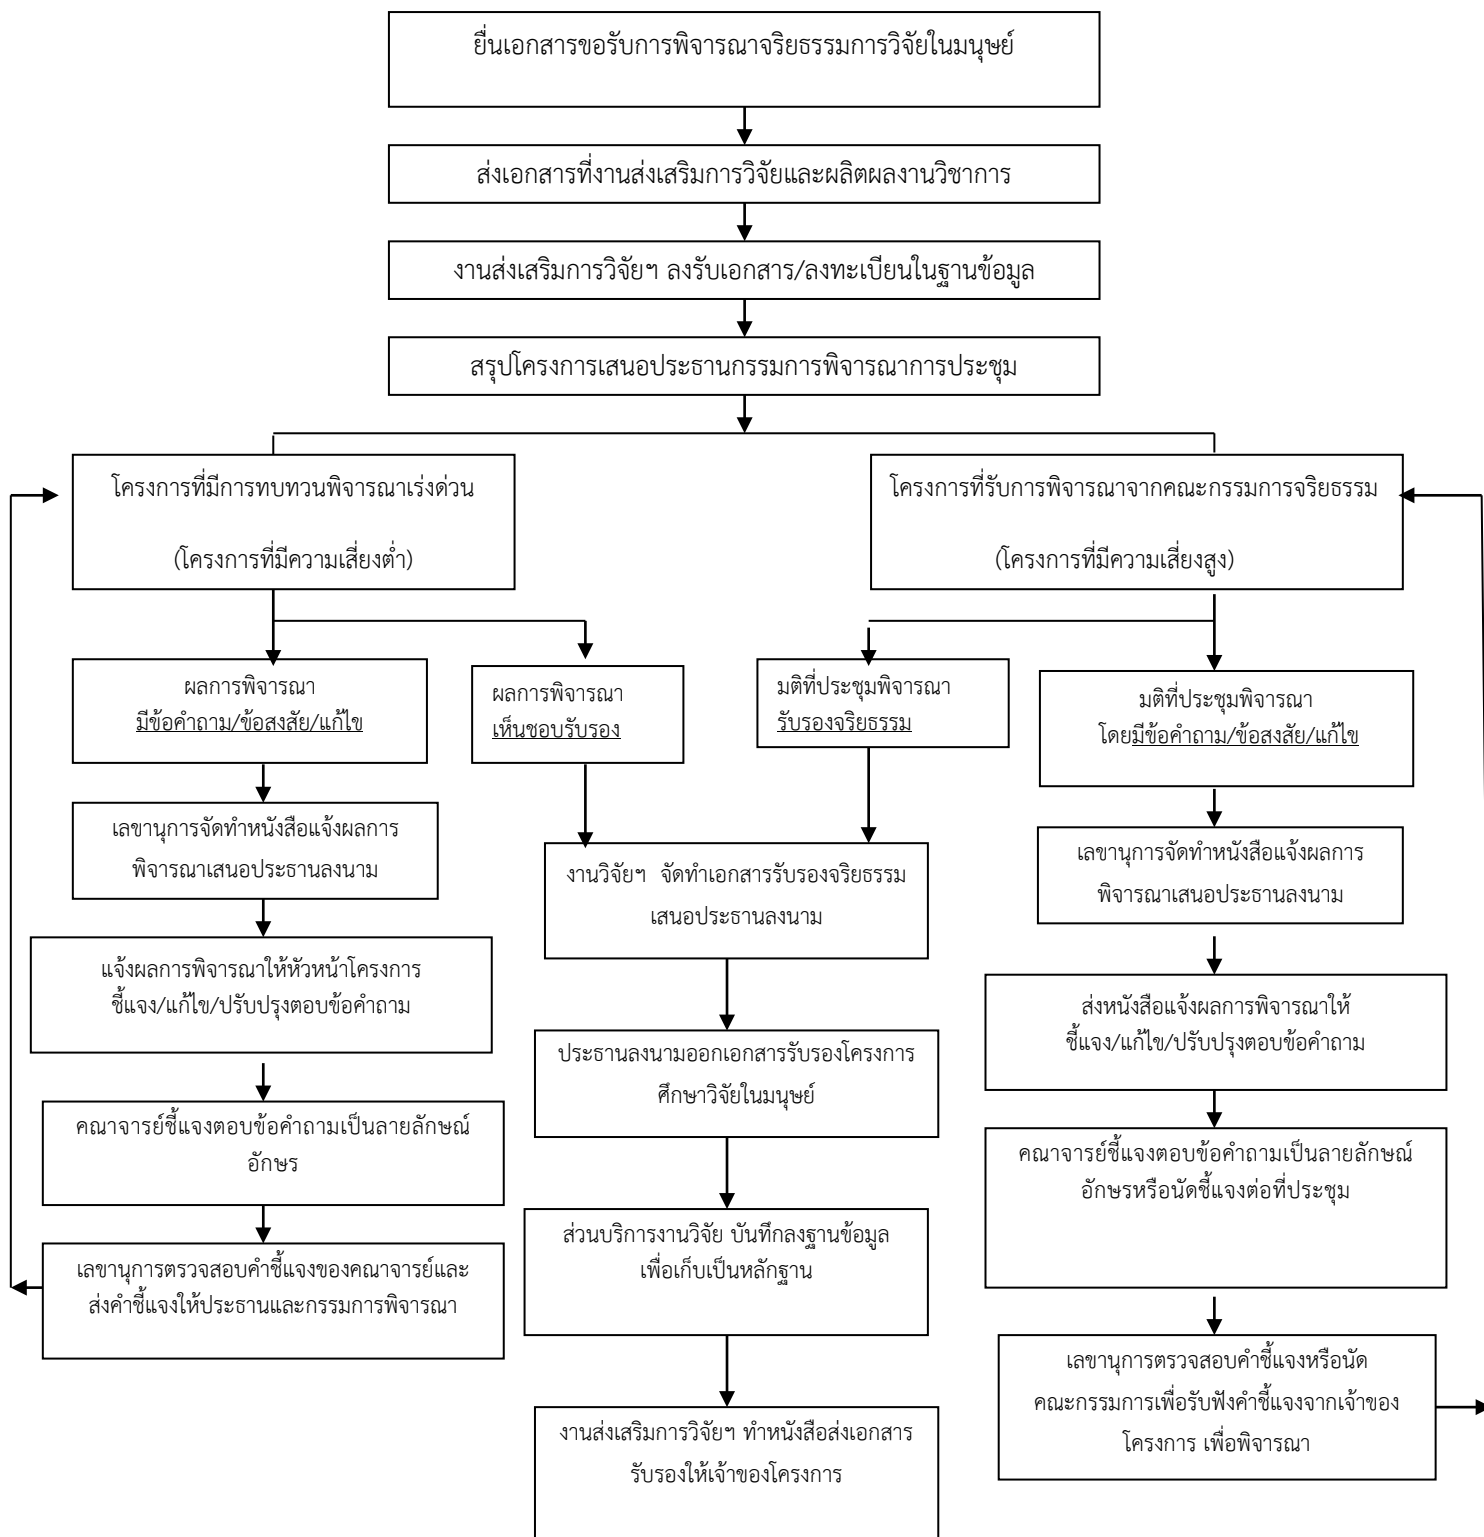 ยื่นเอกสารขอรับการพิจารณาจริยธรรมการวิจัยในมนุษย์
ส่งเอกสารที่งานส่งเสริมการวิจัยและผลิตผลงานวิชาการ
งานส่งเสริมการวิจัยฯ ลงรับเอกสาร/ลงทะเบียนในฐานข้อมูล
สรุปโครงการเสนอประธานกรรมการพิจารณาการประชุม
โครงการที่มีการทบทวนพิจารณาเร่งด่วน
(โครงการที่มีความเสี่ยงต่ำ)
โครงการที่รับการพิจารณาจากคณะกรรมการจริยธรรม
(โครงการที่มีความเสี่ยงสูง)
ผลการพิจารณา
มีข้อคำถาม/ข้อสงสัย/แก้ไข
ผลการพิจารณา
เห็นชอบรับรอง
มติที่ประชุมพิจารณา
รับรองจริยธรรม
มติที่ประชุมพิจารณา
โดยมีข้อคำถาม/ข้อสงสัย/แก้ไข
เลขานุการจัดทำหนังสือแจ้งผลการ
พิจารณาเสนอประธานลงนาม
งานวิจัยฯ จัดทำเอกสารรับรองจริยธรรม
เสนอประธานลงนาม
เลขานุการจัดทำหนังสือแจ้งผลการ
พิจารณาเสนอประธานลงนาม
แจ้งผลการพิจารณาให้หัวหน้าโครงการ
ชี้แจง/แก้ไข/ปรับปรุงตอบข้อคำถาม
ประธานลงนามออกเอกสารรับรองโครงการ
ศึกษาวิจัยในมนุษย์
ส่งหนังสือแจ้งผลการพิจารณาให้
ชี้แจง/แก้ไข/ปรับปรุงตอบข้อคำถาม
คณาจารย์ชี้แจงตอบข้อคำถามเป็นลายลักษณ์
อักษร
ส่วนบริการงานวิจัย บันทึกลงฐานข้อมูล
เพื่อเก็บเป็นหลักฐาน
คณาจารย์ชี้แจงตอบข้อคำถามเป็นลายลักษณ์
อักษรหรือนัดชี้แจงต่อที่ประชุม
เลขานุการตรวจสอบคำชี้แจงของคณาจารย์และ
ส่งคำชี้แจงให้ประธานและกรรมการพิจารณา
งานส่งเสริมการวิจัยฯ ทำหนังสือส่งเอกสาร
รับรองให้เจ้าของโครงการ
เลขานุการตรวจสอบคำชี้แจงหรือนัด
คณะกรรมการเพื่อรับฟังคำชี้แจงจากเจ้าของ
โครงการ เพื่อพิจารณา